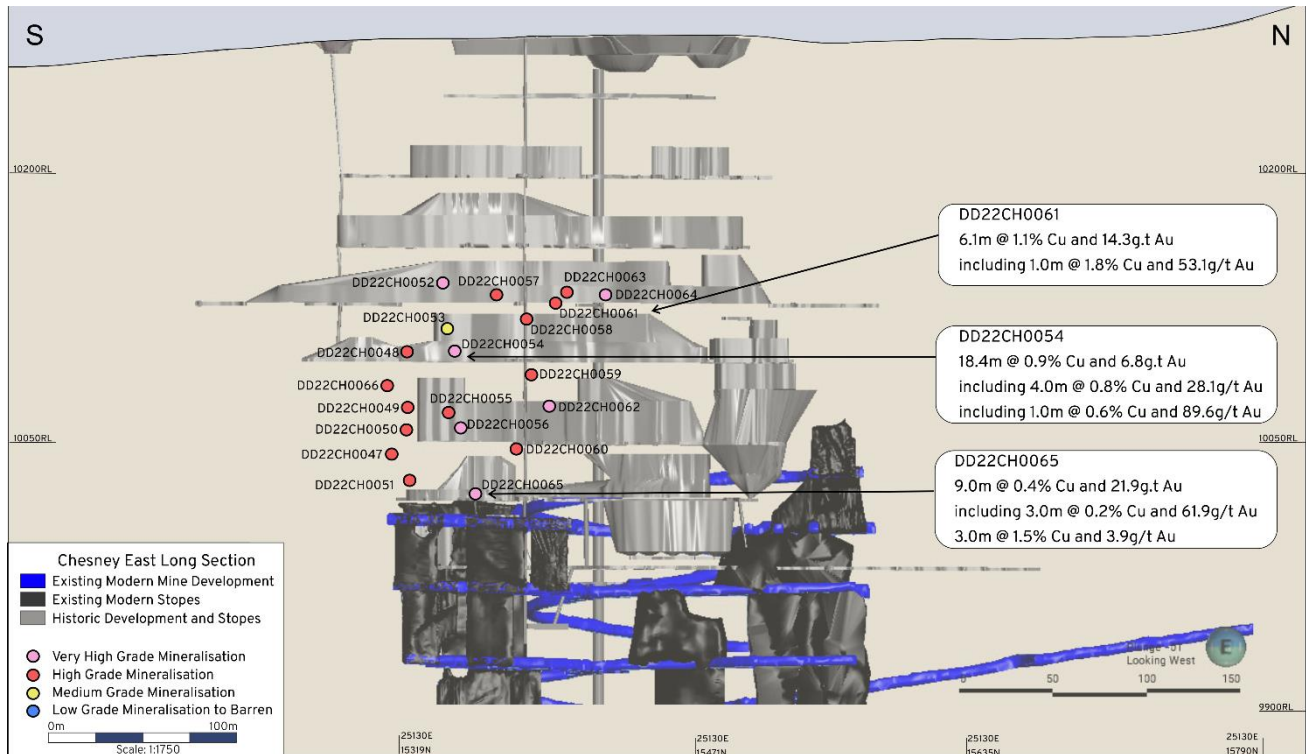 S
N
10200RL
10200RL
DD22CH0061
6.1m @ 1.1% Cu and 14.3g.t Au
including 1.0m @ 1.8% Cu and 53.1g/t Au
DD22CH0052
DD22CH0057
DD22CH0063
DD22CH0064
DD22CH0061
DD22CH0053
DD22CH0058
DD22CH0054
DD22CH0048
DD22CH0054
18.4m @ 0.9% Cu and 6.8g.t Au
including 4.0m @ 0.8% Cu and 28.1g/t Au
including 1.0m @ 0.6% Cu and 89.6g/t Au
DD22CH0059
DD22CH0066
DD22CH0055
DD22CH0049
DD22CH0062
DD22CH0050
DD22CH0056
10050RL
10050RL
DD22CH0047
DD22CH0060
DD22CH0051
DD22CH0065
DD22CH0065
9.0m @ 0.4% Cu and 21.9g.t Au
including 3.0m @ 0.2% Cu and 61.9g/t Au
3.0m @ 1.5% Cu and 3.9g/t Au
Chesney East Long Section
Existing Modern Mine Development
Existing Modern Stopes
Historic Development and Stopes
Very High Grade Mineralisation
High Grade Mineralisation
Medium Grade Mineralisation
Low Grade Mineralisation to Barren
0m
100m
Scale: 1:1750
Looking West
E
0
50
100
150
9900RL
25130E
15319N
25130E
15471N
25130E
15635N
25130E
15790N